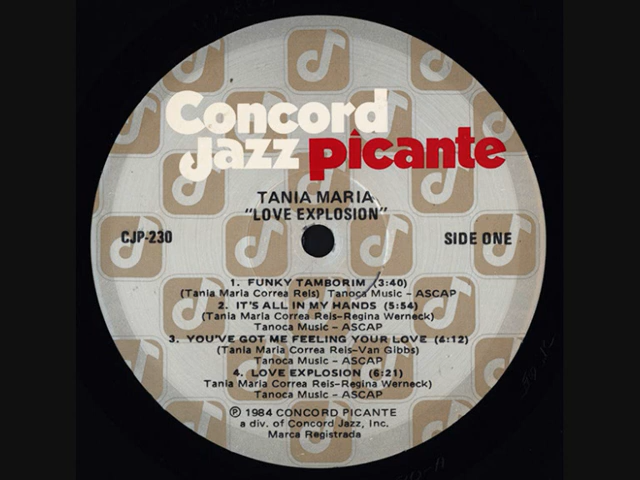 Concord
Jazz Picante
TANIA MARIA
"LOVE EXPLOSION"
CJP-230
SIDE ONE
1. FUNKY TAMBORIM (3:40)
(Tania Maria Correa Reis) Tanoca Music – ASCAP
2. IT'S ALL IN MY HANDS (5:54)
(Tania Maria Correa Reis–Regina Werneck)
Tanoca Music – ASCAP
3. YOU'VE GOT ME FEELING YOUR LOVE (4:12)
(Tania Maria Correa Reis–Van Gibbs)
Tanoca Music – ASCAP
4. LOVE EXPLOSION (6:21)
Tania Maria Correa Reis–Regina Werneck)
Tanoca Music – ASCAP
℗ 1984 CONCORD PICANTE
a div. of Concord Jazz, Inc.
Marca Registrada